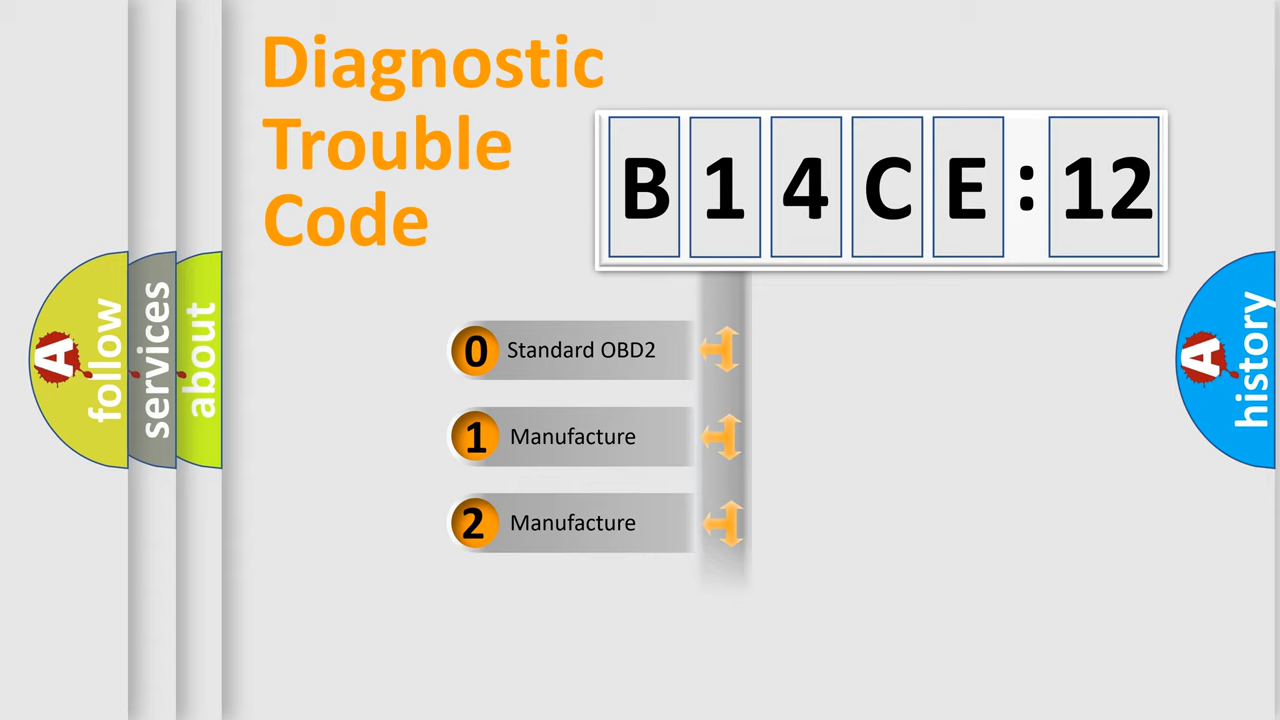 Diagnostic
Trouble
Code
B 1 4 C E : 12
0 Standard OBD2
1 Manufacture
2 Manufacture
A follow
services
about
A history